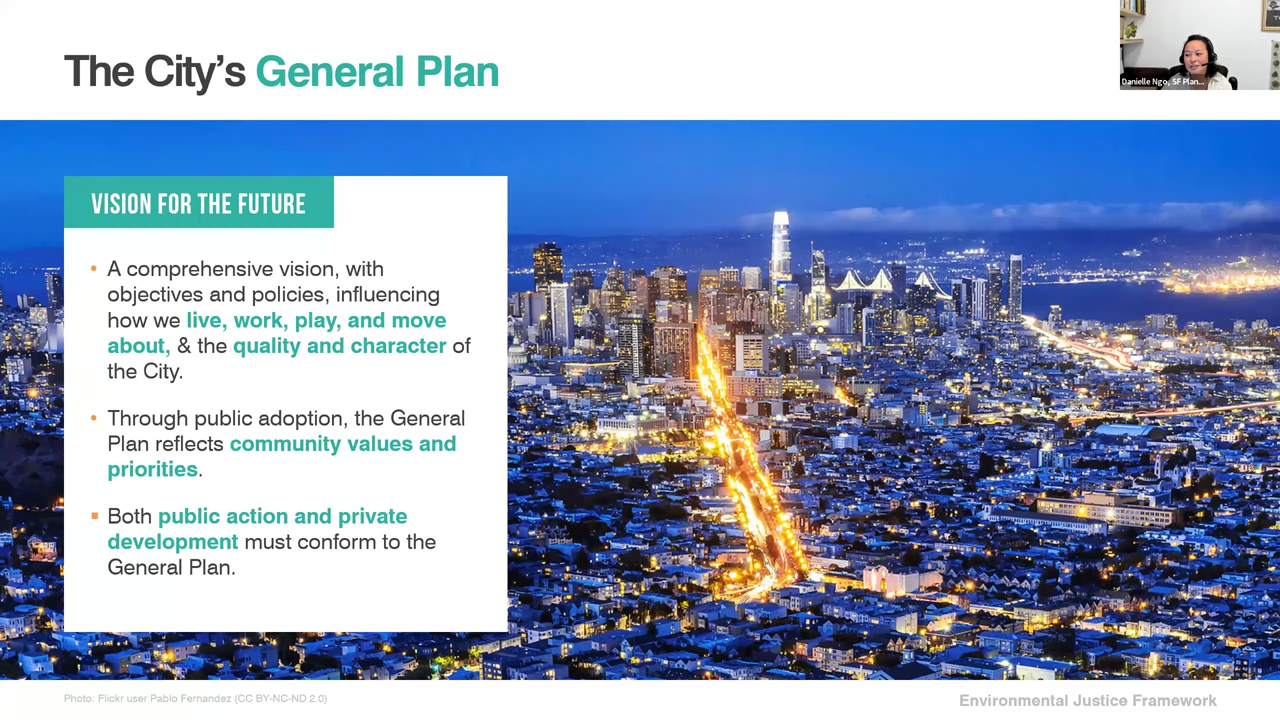 The City's General Plan
Danielle Ngo, SF Plan...
VISION FOR THE FUTURE
• A comprehensive vision, with
objectives and policies, influencing
how we live, work, play, and move
about, & the quality and character of
the City.
• Through public adoption, the General
Plan reflects community values and
priorities.
▪ Both public action and private
development must conform to the
General Plan.
Photo: Flickr user Pablo Fernandez (CC BY-NC-ND 2.0)
Environmental Justice Framework